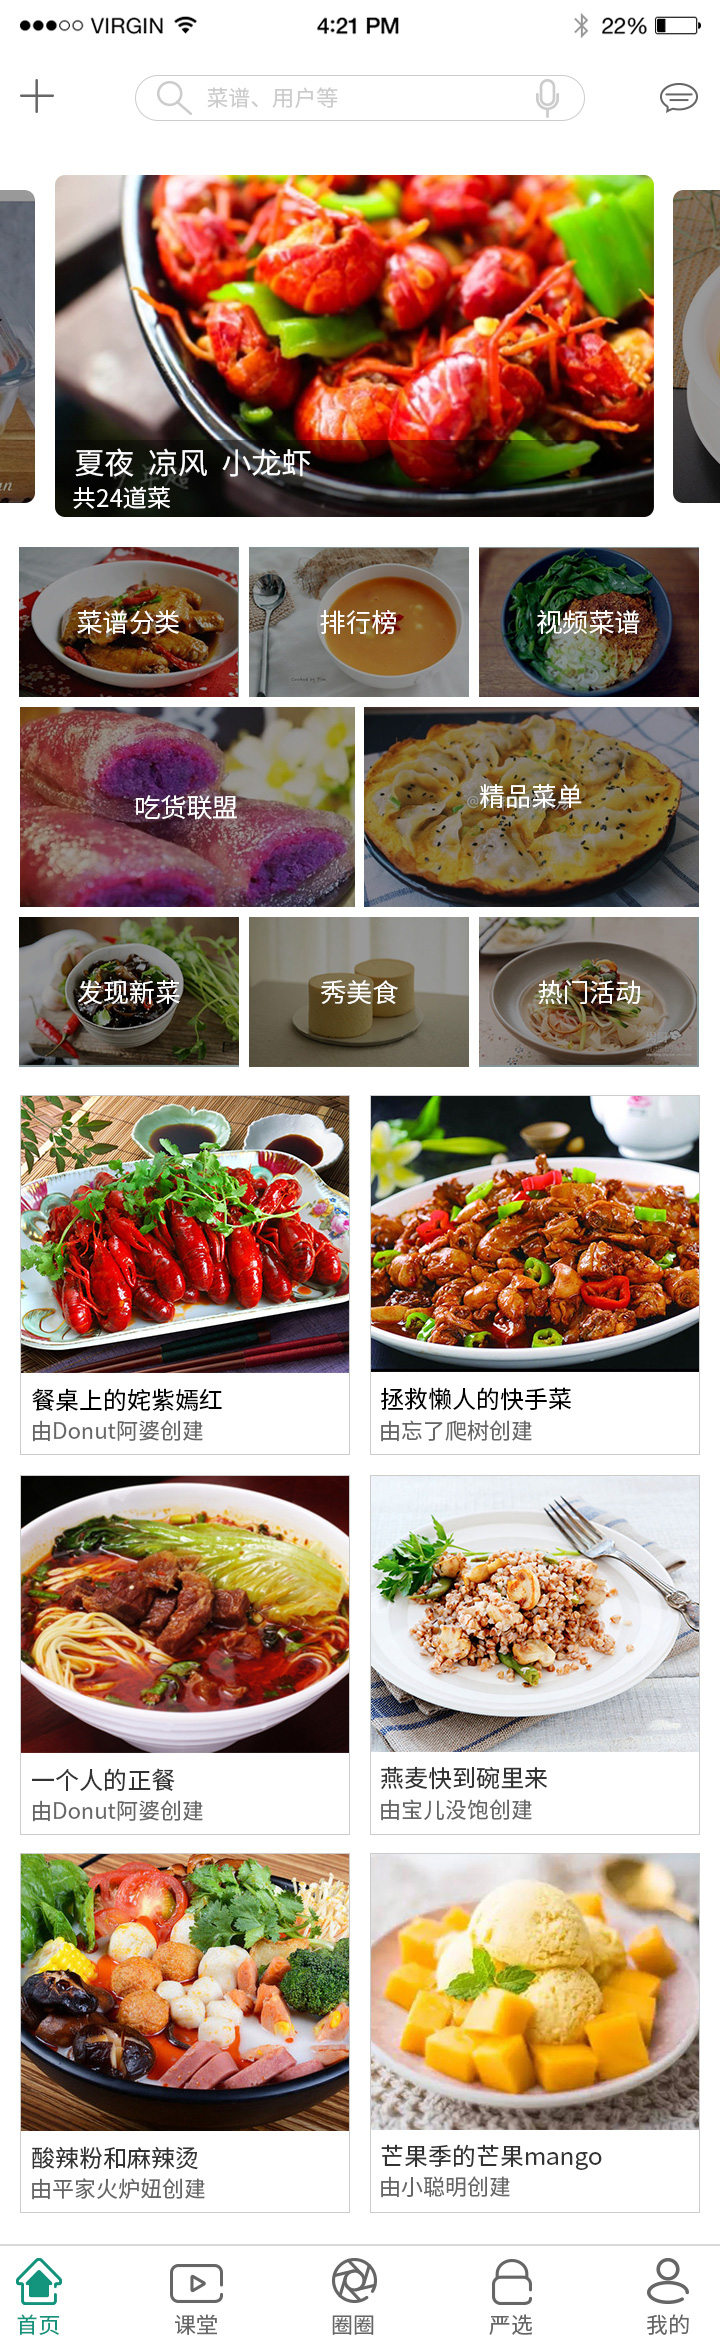 VIRGIN 4:21 PM 22%
菜谱、用户等
夏夜 凉风 小龙虾
共24道菜
菜谱分类 排行榜 视频菜谱
吃货联盟 精品菜单
发现新菜 秀美食 热门活动
餐桌上的姹紫嫣红 拯救懒人的快手菜
由Donut阿婆创建 由忘了爬树创建
一个人的正餐 燕麦快到碗里来
由Donut阿婆创建 由宝儿没饱创建
酸辣粉和麻辣烫 芒果季的芒果mango
由平家火炉妞创建 由小聪明创建
首页 课堂 圈圈 严选 我的